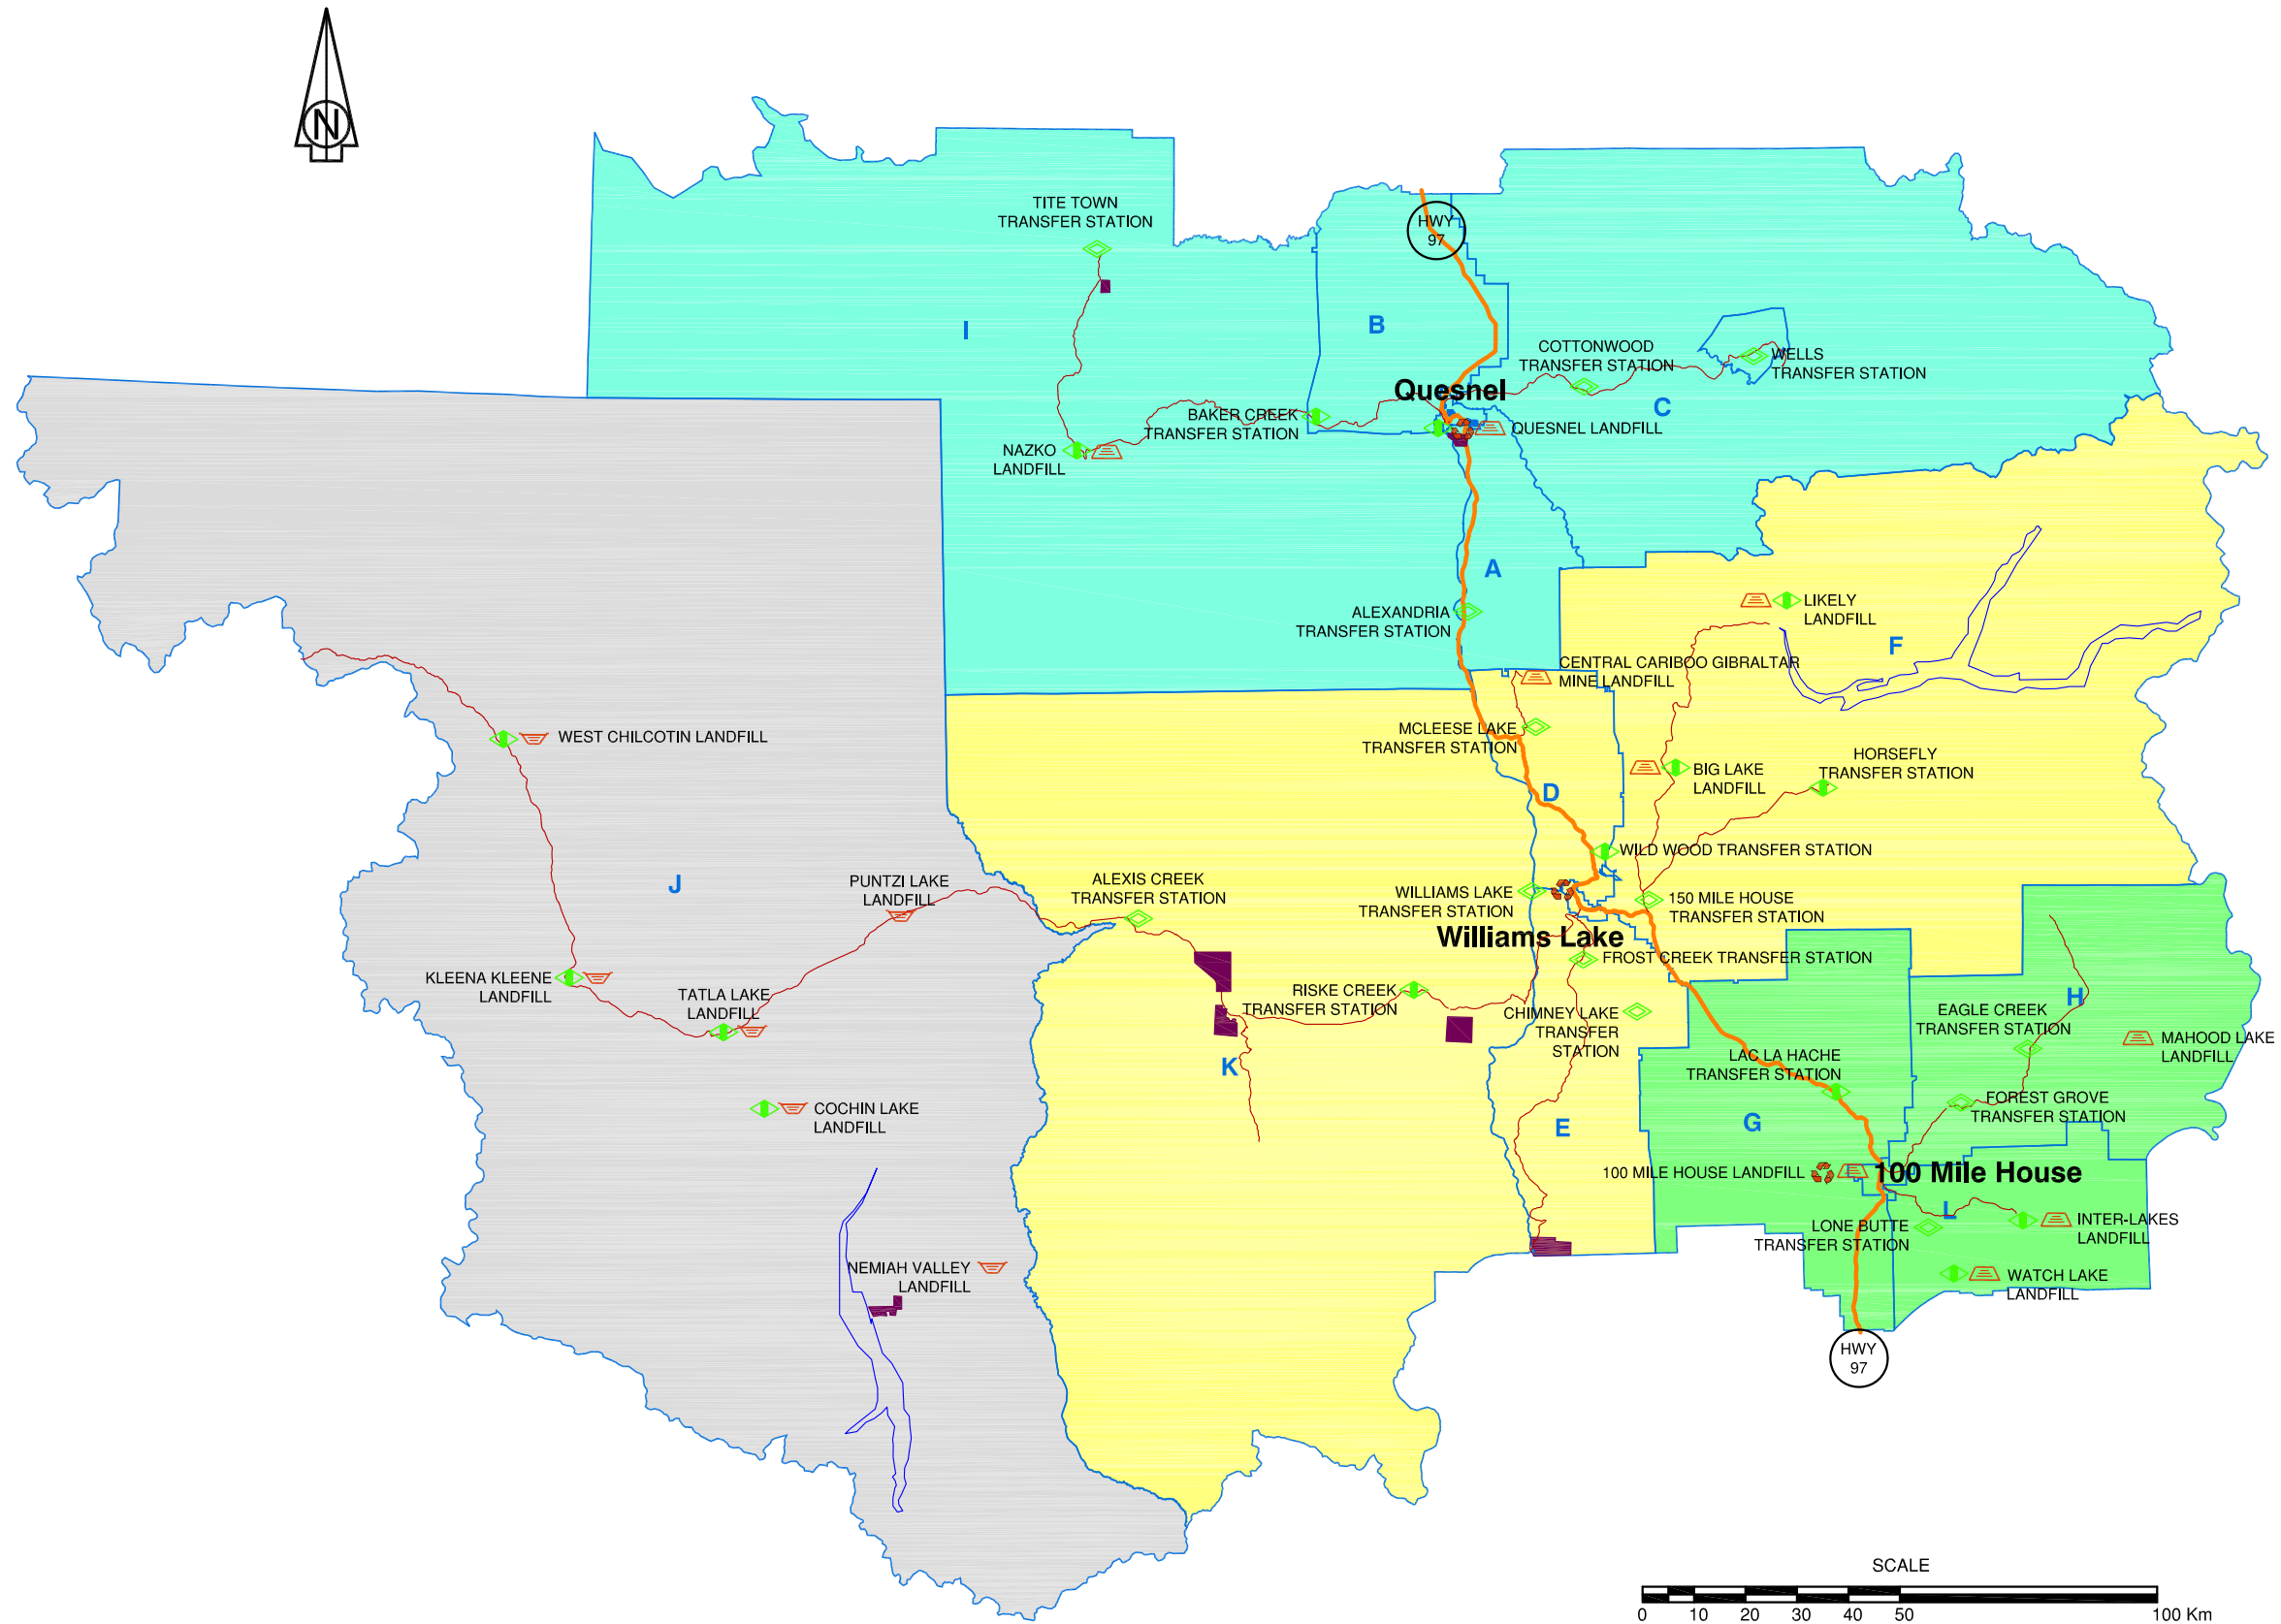 N
TITE TOWN
TRANSFER STATION
HWY
97
I
B
COTTONWOOD
TRANSFER STATION
WELLS
TRANSFER STATION
Quesnel
C
BAKER CREEK
TRANSFER STATION
QUESNEL LANDFILL
NAZKO
LANDFILL
A
ALEXANDRIA
TRANSFER STATION
LIKELY
LANDFILL
F
CENTRAL CARIBOO GIBRALTAR
MINE LANDFILL
MCLEESE LAKE
TRANSFER STATION
WEST CHILCOTIN LANDFILL
HORSEFLY
TRANSFER STATION
BIG LAKE
LANDFILL
D
WILD WOOD TRANSFER STATION
J
PUNTZI LAKE
LANDFILL
ALEXIS CREEK
TRANSFER STATION
WILLIAMS LAKE
TRANSFER STATION
150 MILE HOUSE
TRANSFER STATION
Williams Lake
FROST CREEK TRANSFER STATION
KLEENA KLEENE
LANDFILL
TATLA LAKE
LANDFILL
RISKE CREEK
TRANSFER STATION
CHIMNEY LAKE
TRANSFER
STATION
H
EAGLE CREEK
TRANSFER STATION
MAHOOD LAKE
LANDFILL
LAC LA HACHE
TRANSFER STATION
K
COCHIN LAKE
LANDFILL
FOREST GROVE
TRANSFER STATION
E
G
100 MILE HOUSE LANDFILL
100 Mile House
L
LONE BUTTE
TRANSFER STATION
INTER-LAKES
LANDFILL
NEMIAH VALLEY
LANDFILL
WATCH LAKE
LANDFILL
HWY
97
SCALE
0 10 20 30 40 50 100 Km